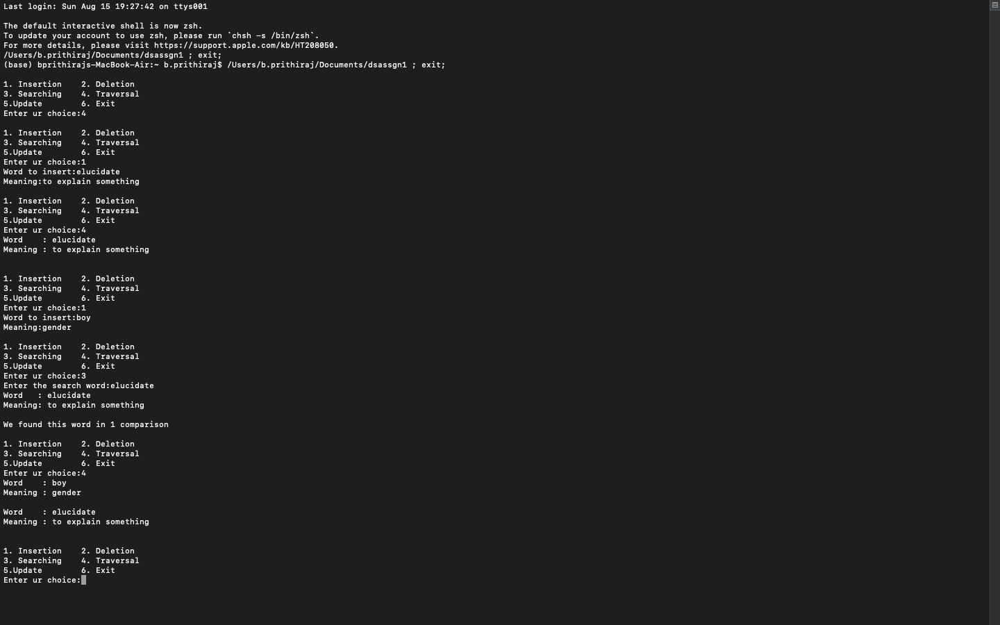 Last login: Sun Aug 15 19:27:42 on ttys001
The default interactive shell is now zsh.
To update your account to use zsh, please run `chsh -s /bin/zsh`.
For more details, please visit https://support.apple.com/kb/HT208050.
/Users/b.prithiraj/Documents/dsassgn1 ; exit;
(base) bprithirajs-MacBook-Air:~ b.prithiraj$ /Users/b.prithiraj/Documents/dsassgn1 ; exit;
1. Insertion    2. Deletion
3. Searching    4. Traversal
5.Update        6. Exit
Enter ur choice:4
1. Insertion    2. Deletion
3. Searching    4. Traversal
5.Update        6. Exit
Enter ur choice:1
Word to insert:elucidate
Meaning:to explain something
1. Insertion    2. Deletion
3. Searching    4. Traversal
5.Update        6. Exit
Enter ur choice:4
Word    : elucidate
Meaning : to explain something
1. Insertion    2. Deletion
3. Searching    4. Traversal
5.Update        6. Exit
Enter ur choice:1
Word to insert:boy
Meaning:gender
1. Insertion    2. Deletion
3. Searching    4. Traversal
5.Update        6. Exit
Enter ur choice:3
Enter the search word:elucidate
Word   : elucidate
Meaning: to explain something
We found this word in 1 comparison
1. Insertion    2. Deletion
3. Searching    4. Traversal
5.Update        6. Exit
Enter ur choice:4
Word    : boy
Meaning : gender
Word    : elucidate
Meaning : to explain something
1. Insertion    2. Deletion
3. Searching    4. Traversal
5.Update        6. Exit
Enter ur choice: